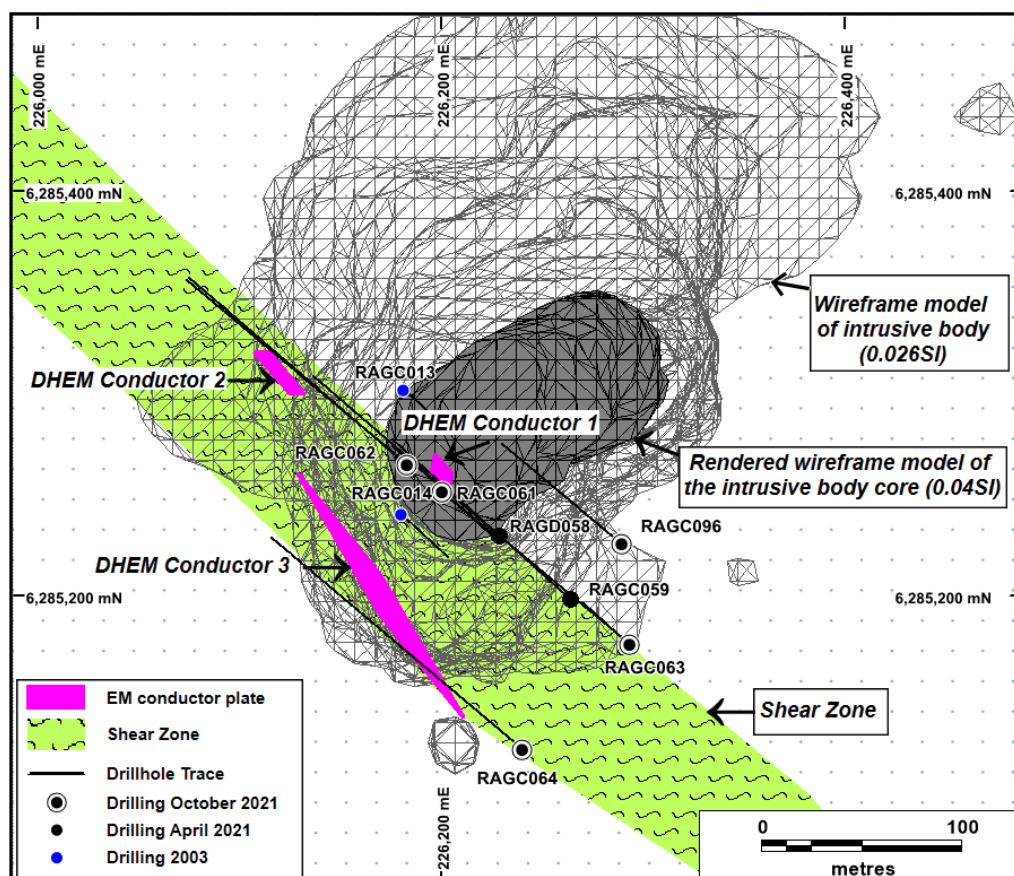 226,000 mE
226,200 mE
226,400 mE
6,285,400 mN
6,285,400 mN
Wireframe model
of intrusive body
(0.026SI)
DHEM Conductor 2
RAGC013
DHEM Conductor 1
RAGC062
Rendered wireframe model of
the intrusive body core (0.04SI)
RAGC014
RAGC061
RAGD058
RAGC096
DHEM Conductor 3
RAGC059
6,285,200 mN
6,285,200 mN
RAGC063
Shear Zone
RAGC064
226,200 mE
EM conductor plate
Shear Zone
Drillhole Trace
Drilling October 2021
Drilling April 2021
Drilling 2003
0 100
metres